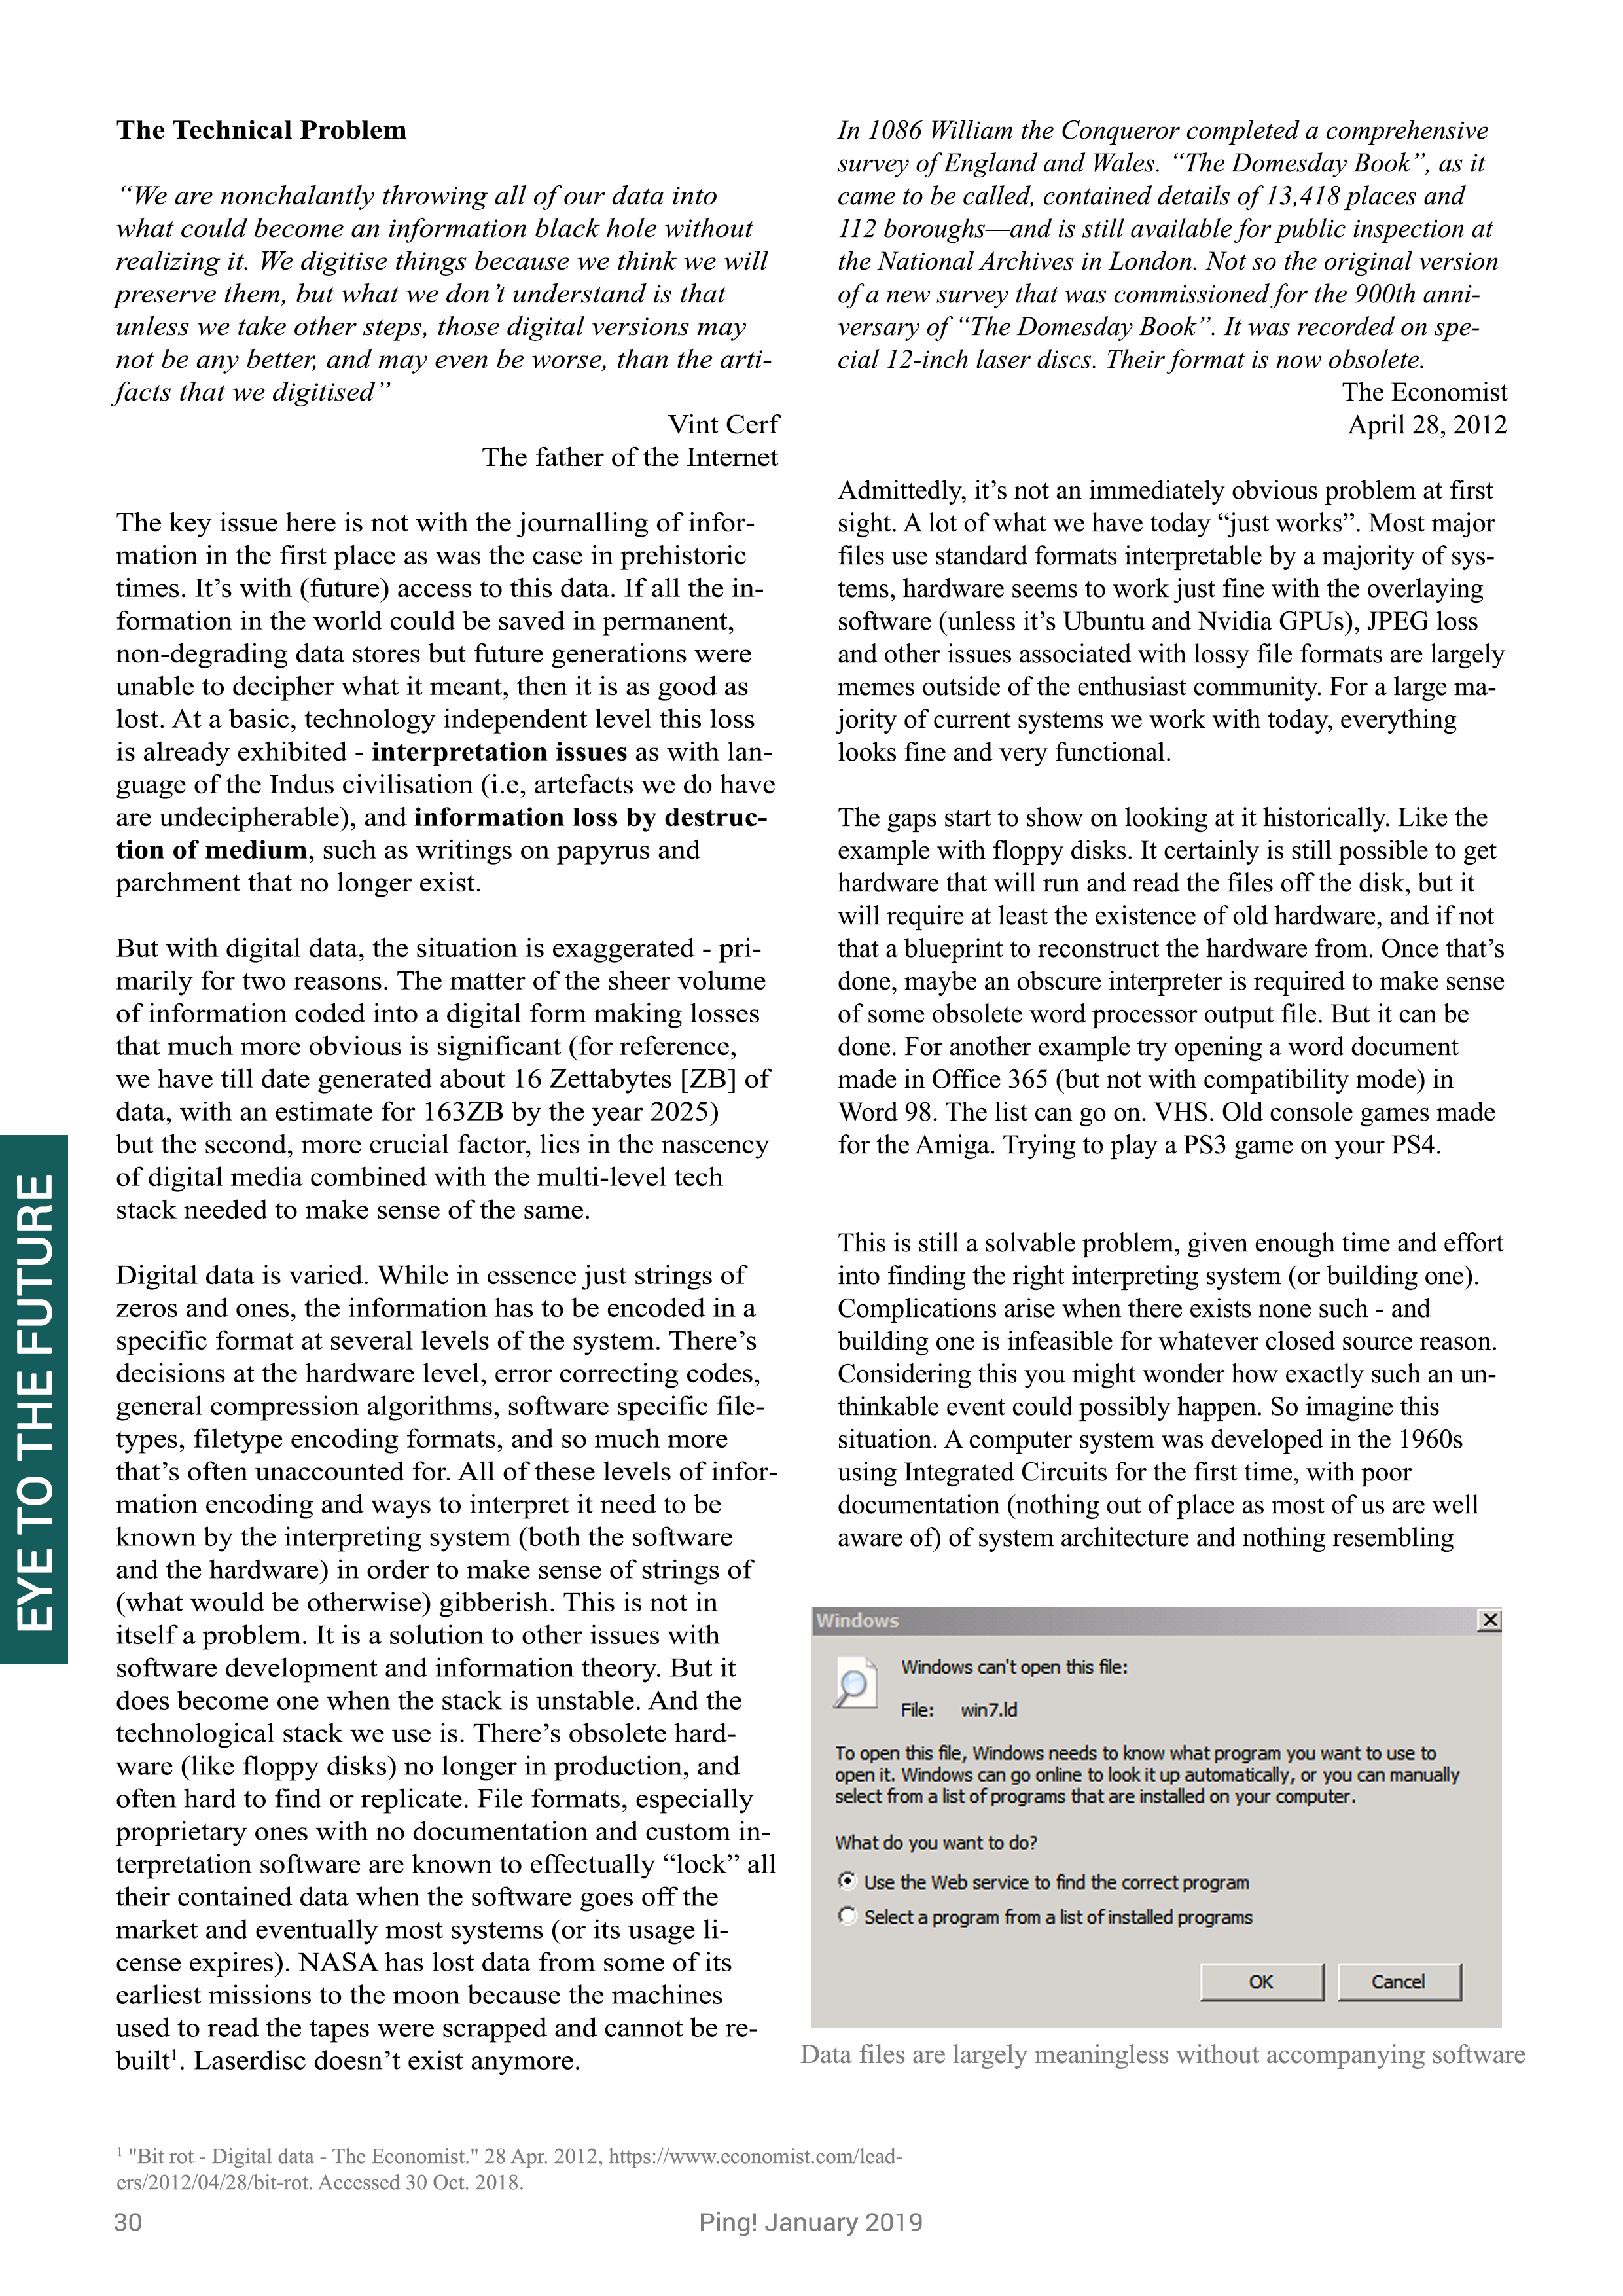 The Technical Problem
“We are nonchalantly throwing all of our data into
what could become an information black hole without
realizing it. We digitise things because we think we will
preserve them, but what we don’t understand is that
unless we take other steps, those digital versions may
not be any better, and may even be worse, than the arti-
facts that we digitised”
Vint Cerf
The father of the Internet
The key issue here is not with the journalling of infor-
mation in the first place as was the case in prehistoric
times. It’s with (future) access to this data. If all the in-
formation in the world could be saved in permanent,
non-degrading data stores but future generations were
unable to decipher what it meant, then it is as good as
lost. At a basic, technology independent level this loss
is already exhibited - interpretation issues as with lan-
guage of the Indus civilisation (i.e, artefacts we do have
are undecipherable), and information loss by destruc-
tion of medium, such as writings on papyrus and
parchment that no longer exist.
But with digital data, the situation is exaggerated - pri-
marily for two reasons. The matter of the sheer volume
of information coded into a digital form making losses
that much more obvious is significant (for reference,
we have till date generated about 16 Zettabytes [ZB] of
data, with an estimate for 163ZB by the year 2025)
but the second, more crucial factor, lies in the nascency
of digital media combined with the multi-level tech
stack needed to make sense of the same.
Digital data is varied. While in essence just strings of
zeros and ones, the information has to be encoded in a
specific format at several levels of the system. There’s
decisions at the hardware level, error correcting codes,
general compression algorithms, software specific file-
types, filetype encoding formats, and so much more
that’s often unaccounted for. All of these levels of infor-
mation encoding and ways to interpret it need to be
known by the interpreting system (both the software
and the hardware) in order to make sense of strings of
(what would be otherwise) gibberish. This is not in
itself a problem. It is a solution to other issues with
software development and information theory. But it
does become one when the stack is unstable. And the
technological stack we use is. There’s obsolete hard-
ware (like floppy disks) no longer in production, and
often hard to find or replicate. File formats, especially
proprietary ones with no documentation and custom in-
terpretation software are known to effectually “lock” all
their contained data when the software goes off the
market and eventually most systems (or its usage li-
cense expires). NASA has lost data from some of its
earliest missions to the moon because the machines
used to read the tapes were scrapped and cannot be re-
built¹. Laserdisc doesn’t exist anymore.
In 1086 William the Conqueror completed a comprehensive
survey of England and Wales. “The Domesday Book”, as it
came to be called, contained details of 13,418 places and
112 boroughs—and is still available for public inspection at
the National Archives in London. Not so the original version
of a new survey that was commissioned for the 900th anni-
versary of “The Domesday Book”. It was recorded on spe-
cial 12-inch laser discs. Their format is now obsolete.
The Economist
April 28, 2012
Admittedly, it’s not an immediately obvious problem at first
sight. A lot of what we have today “just works”. Most major
files use standard formats interpretable by a majority of sys-
tems, hardware seems to work just fine with the overlaying
software (unless it’s Ubuntu and Nvidia GPUs), JPEG loss
and other issues associated with lossy file formats are largely
memes outside of the enthusiast community. For a large ma-
jority of current systems we work with today, everything
looks fine and very functional.
The gaps start to show on looking at it historically. Like the
example with floppy disks. It certainly is still possible to get
hardware that will run and read the files off the disk, but it
will require at least the existence of old hardware, and if not
that a blueprint to reconstruct the hardware from. Once that’s
done, maybe an obscure interpreter is required to make sense
of some obsolete word processor output file. But it can be
done. For another example try opening a word document
made in Office 365 (but not with compatibility mode) in
Word 98. The list can go on. VHS. Old console games made
for the Amiga. Trying to play a PS3 game on your PS4.
This is still a solvable problem, given enough time and effort
into finding the right interpreting system (or building one).
Complications arise when there exists none such - and
building one is infeasible for whatever closed source reason.
Considering this you might wonder how exactly such an un-
thinkable event could possibly happen. So imagine this
situation. A computer system was developed in the 1960s
using Integrated Circuits for the first time, with poor
documentation (nothing out of place as most of us are well
aware of) of system architecture and nothing resembling
Windows
Windows can't open this file:
File: win7.ld
To open this file, Windows needs to know what program you want to use to
open it. Windows can go online to look it up automatically, or you can manually
select from a list of programs that are installed on your computer.
What do you want to do?
Use the Web service to find the correct program
Select a program from a list of installed programs
OK
Cancel
Data files are largely meaningless without accompanying software
¹ "Bit rot - Digital data - The Economist." 28 Apr. 2012, https://www.economist.com/lead-
ers/2012/04/28/bit-rot. Accessed 30 Oct. 2018.
30
Ping! January 2019
EYE TO THE FUTURE